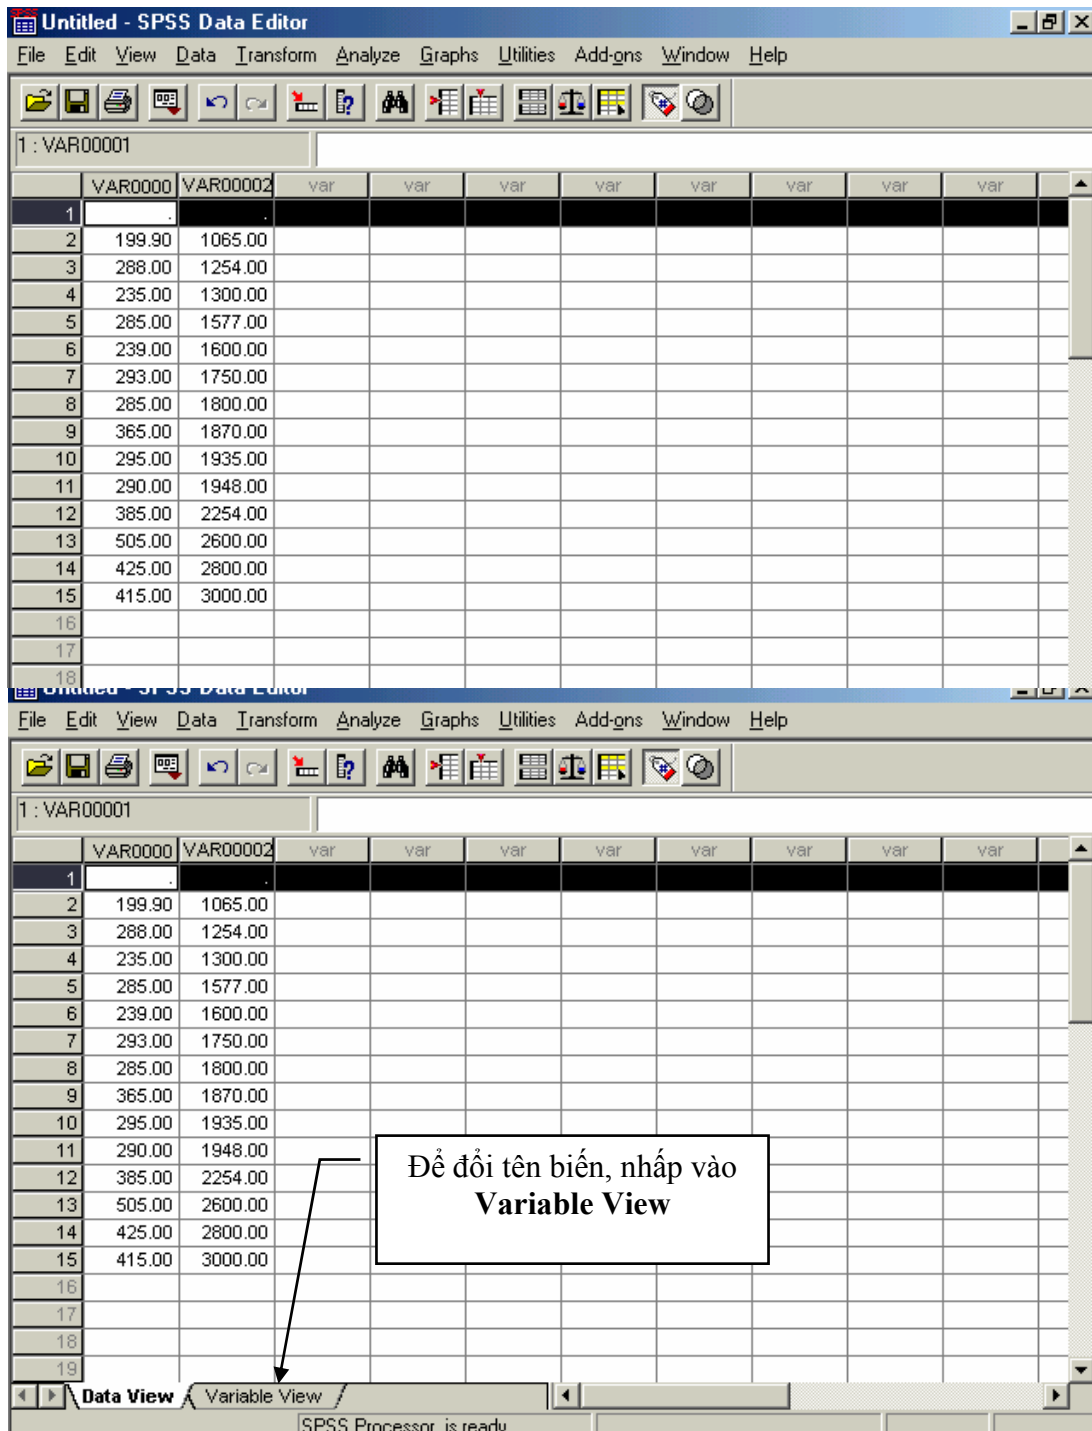 Untitled - SPSS Data Editor
File Edit View Data Transform Analyze Graphs Utilities Add-ons Window Help
1 : VAR00001
VAR0000 VAR00002 var var var var var var var var
1 . .
2 199.90 1065.00
3 288.00 1254.00
4 235.00 1300.00
5 285.00 1577.00
6 239.00 1600.00
7 293.00 1750.00
8 285.00 1800.00
9 365.00 1870.00
10 295.00 1935.00
11 290.00 1948.00
12 385.00 2254.00
13 505.00 2600.00
14 425.00 2800.00
15 415.00 3000.00
16
17
18
Untitled - SPSS Data Editor
File Edit View Data Transform Analyze Graphs Utilities Add-ons Window Help
1 : VAR00001
VAR0000 VAR00002 var var var var var var var var
1 . .
2 199.90 1065.00
3 288.00 1254.00
4 235.00 1300.00
5 285.00 1577.00
6 239.00 1600.00
7 293.00 1750.00
8 285.00 1800.00
9 365.00 1870.00
10 295.00 1935.00
11 290.00 1948.00
12 385.00 2254.00
13 505.00 2600.00
14 425.00 2800.00
15 415.00 3000.00
16
17
18
19
Để đổi tên biến, nhấp vào
Variable View
Data View Variable View
SPSS Processor is ready